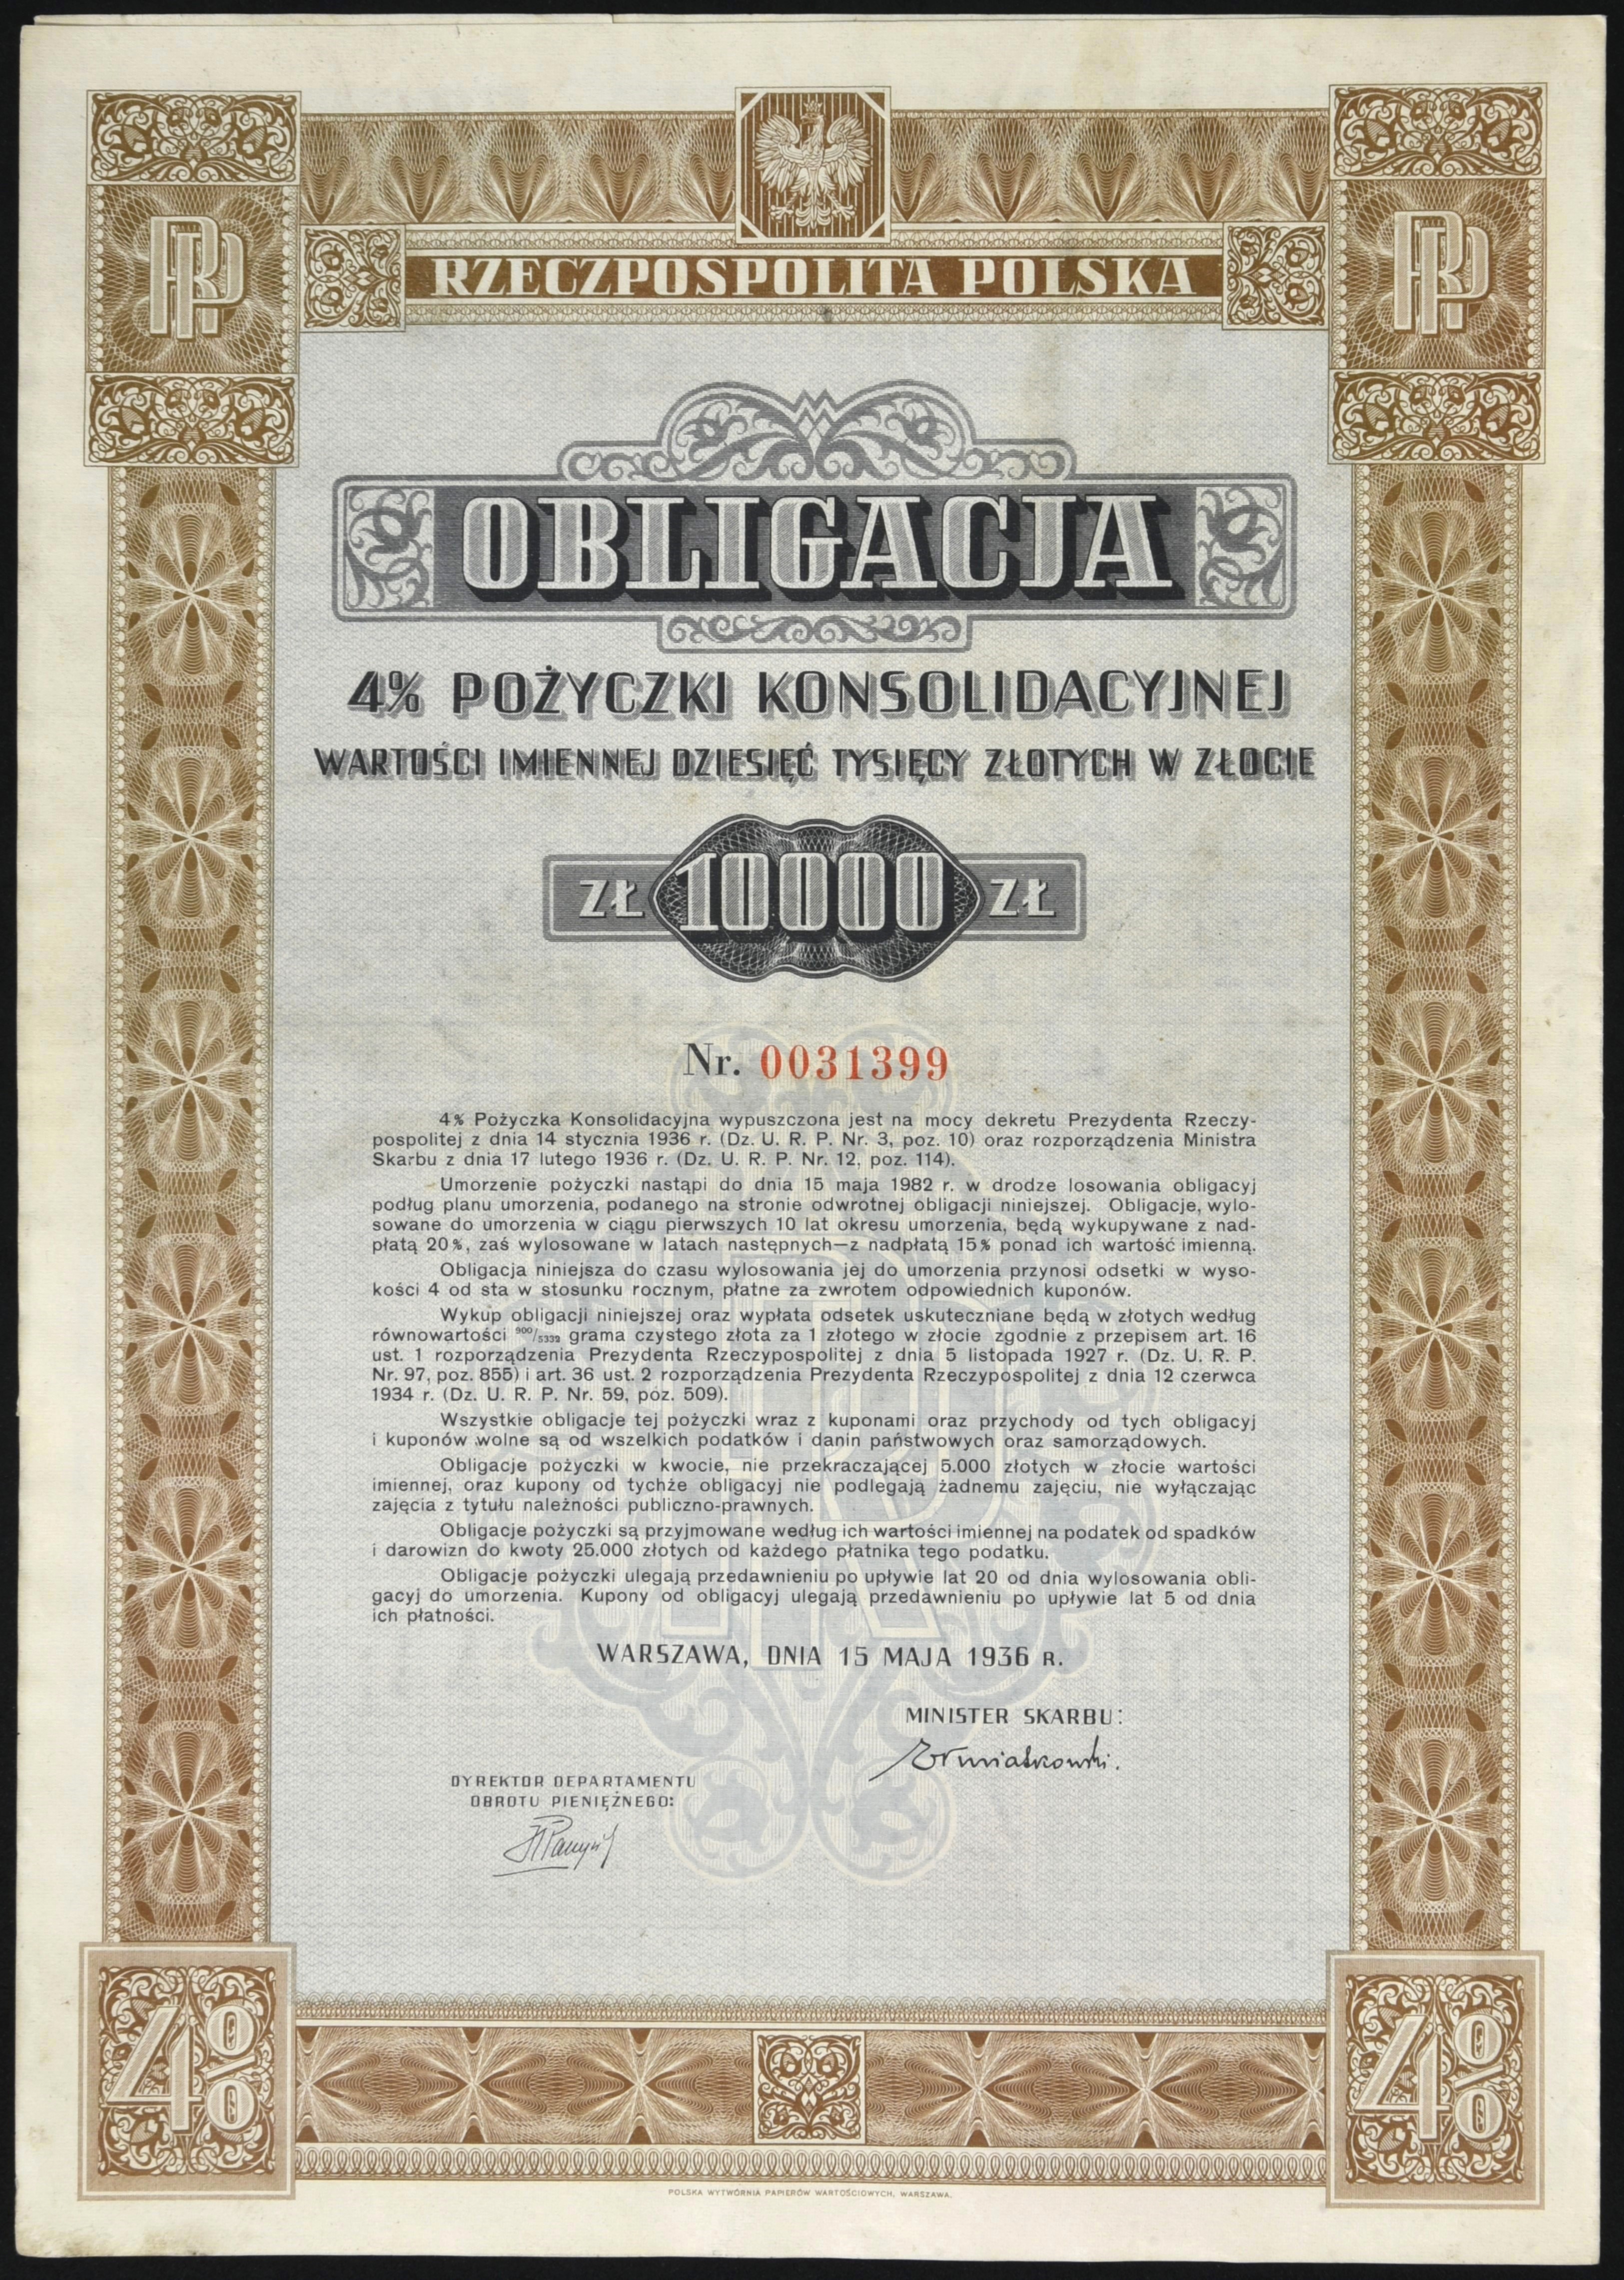 RP
RP
RZECZPOSPOLITA POLSKA
OBLIGACJA
4% POŻYCZKI KONSOLIDACYJNEJ
WARTOŚCI IMIENNEJ DZIESIĘĆ TYSIĘCY ZŁOTYCH W ZŁOCIE
ZŁ 10000 ZŁ
Nr. 0031399
4% Pożyczka Konsolidacyjna wypuszczona jest na mocy dekretu Prezydenta Rzeczy-
pospolitej z dnia 14 stycznia 1936 r. (Dz. U. R. P. Nr. 3, poz. 10) oraz rozporządzenia Ministra
Skarbu z dnia 17 lutego 1936 r. (Dz. U. R. P. Nr. 12, poz. 114).
Umorzenie pożyczki nastąpi do dnia 15 maja 1982 r. w drodze losowania obligacyj
podług planu umorzenia, podanego na stronie odwrotnej obligacji niniejszej. Obligacje, wylo-
sowane do umorzenia w ciągu pierwszych 10 lat okresu umorzenia, będą wykupywane z nad-
płatą 20%, zaś wylosowane w latach następnych—z nadpłatą 15% ponad ich wartość imienną.
Obligacja niniejsza do czasu wylosowania jej do umorzenia przynosi odsetki w wyso-
kości 4 od sta w stosunku rocznym, płatne za zwrotem odpowiednich kuponów.
Wykup obligacji niniejszej oraz wypłata odsetek uskuteczniane będą w złotych według
równowartości 900/5332 grama czystego złota za 1 złotego w złocie zgodnie z przepisem art. 16
ust. 1 rozporządzenia Prezydenta Rzeczypospolitej z dnia 5 listopada 1927 r. (Dz. U. R. P.
Nr. 97, poz. 855) i art. 36 ust. 2 rozporządzenia Prezydenta Rzeczypospolitej z dnia 12 czerwca
1934 r. (Dz. U. R. P. Nr. 59, poz. 509).
Wszystkie obligacje tej pożyczki wraz z kuponami oraz przychody od tych obligacyj
i kuponów wolne są od wszelkich podatków i danin państwowych oraz samorządowych.
Obligacje pożyczki w kwocie, nie przekraczającej 5.000 złotych w złocie wartości
imiennej, oraz kupony od tychże obligacyj nie podlegają żadnemu zajęciu, nie wyłączając
zajęcia z tytułu należności publiczno-prawnych.
Obligacje pożyczki są przyjmowane według ich wartości imiennej na podatek od spadków
i darowizn do kwoty 25.000 złotych od każdego płatnika tego podatku.
Obligacje pożyczki ulegają przedawnieniu po upływie lat 20 od dnia wylosowania obli-
gacyj do umorzenia. Kupony od obligacyj ulegają przedawnieniu po upływie lat 5 od dnia
ich płatności.
WARSZAWA, DNIA 15 MAJA 1936 R.
MINISTER SKARBU:
DYREKTOR DEPARTAMENTU
OBROTU PIENIĘŻNEGO:
4%
4%
POLSKA WYTWÓRNIA PAPIERÓW WARTOŚCIOWYCH, WARSZAWA.